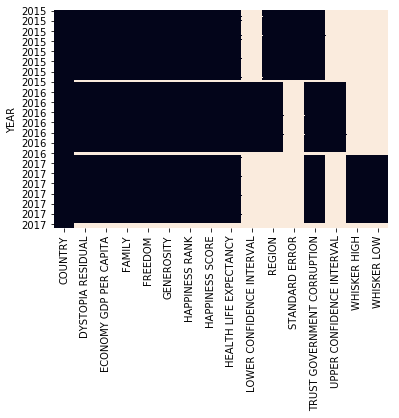 2015
2015
2015
2015
2015
2015
2015
2016
2016
2016
2016
2016
2016
2016
2016
2017
2017
2017
2017
2017
2017
2017
YEAR
COUNTRY
DYSTOPIA RESIDUAL
ECONOMY GDP PER CAPITA
FAMILY
FREEDOM
GENEROSITY
HAPPINESS RANK
HAPPINESS SCORE
HEALTH LIFE EXPECTANCY
LOWER CONFIDENCE INTERVAL
REGION
STANDARD ERROR
TRUST GOVERNMENT CORRUPTION
UPPER CONFIDENCE INTERVAL
WHISKER HIGH
WHISKER LOW